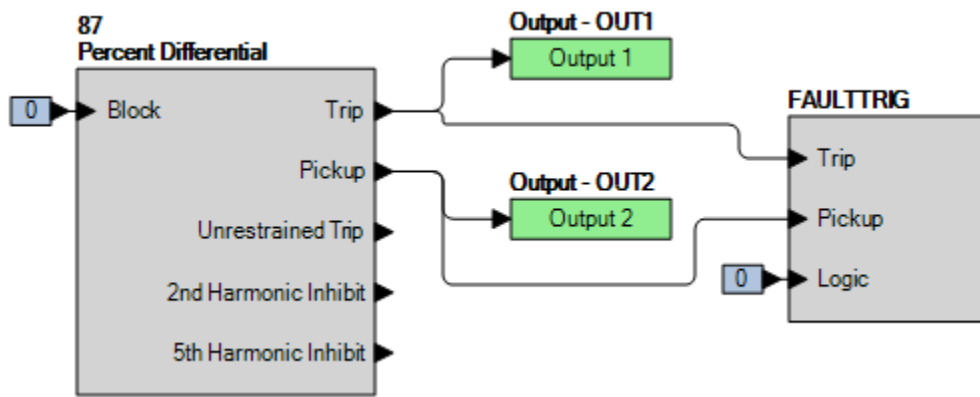 87
Percent Differential
0
Block
Trip
Pickup
Unrestrained Trip
2nd Harmonic Inhibit
5th Harmonic Inhibit
Output - OUT1
Output 1
Output - OUT2
Output 2
FAULTTRIG
Trip
Pickup
0
Logic